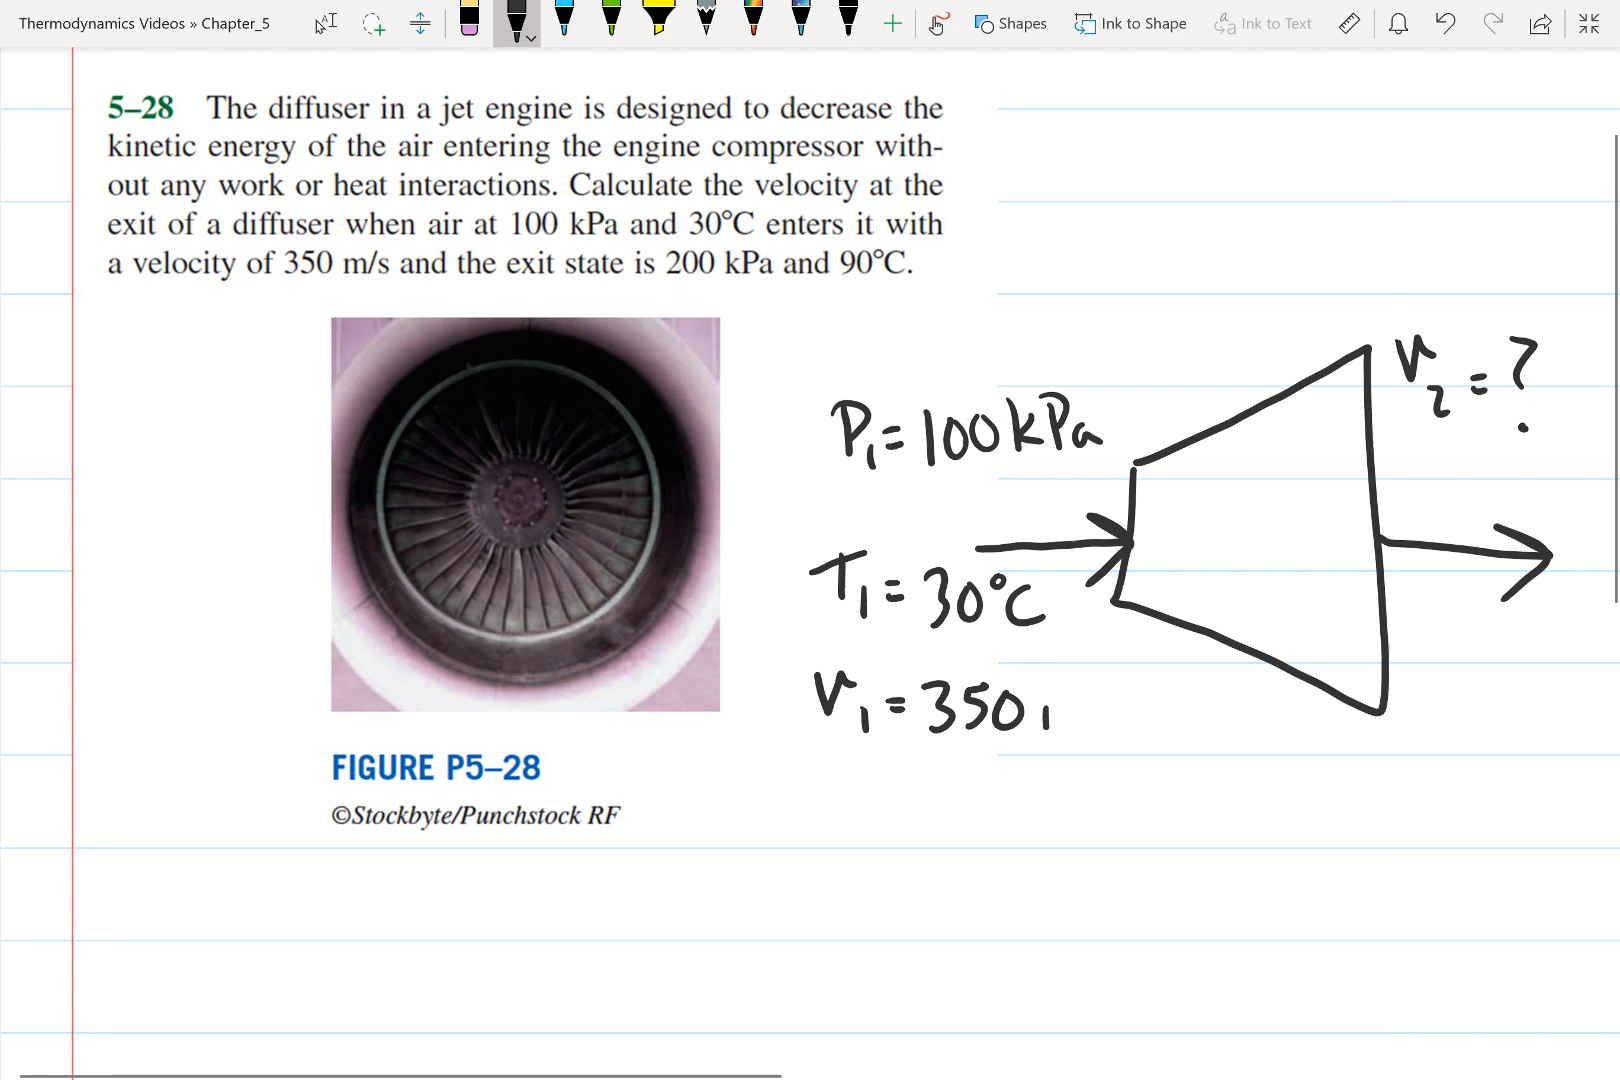 Thermodynamics Videos » Chapter_5
Shapes
Ink to Shape
Ink to Text
5–28 The diffuser in a jet engine is designed to decrease the
kinetic energy of the air entering the engine compressor with-
out any work or heat interactions. Calculate the velocity at the
exit of a diffuser when air at 100 kPa and 30°C enters it with
a velocity of 350 m/s and the exit state is 200 kPa and 90°C.
V₂ = ?
P₁ = 100 kPa
T₁ = 30°C
V₁ = 350
FIGURE P5–28
©Stockbyte/Punchstock RF